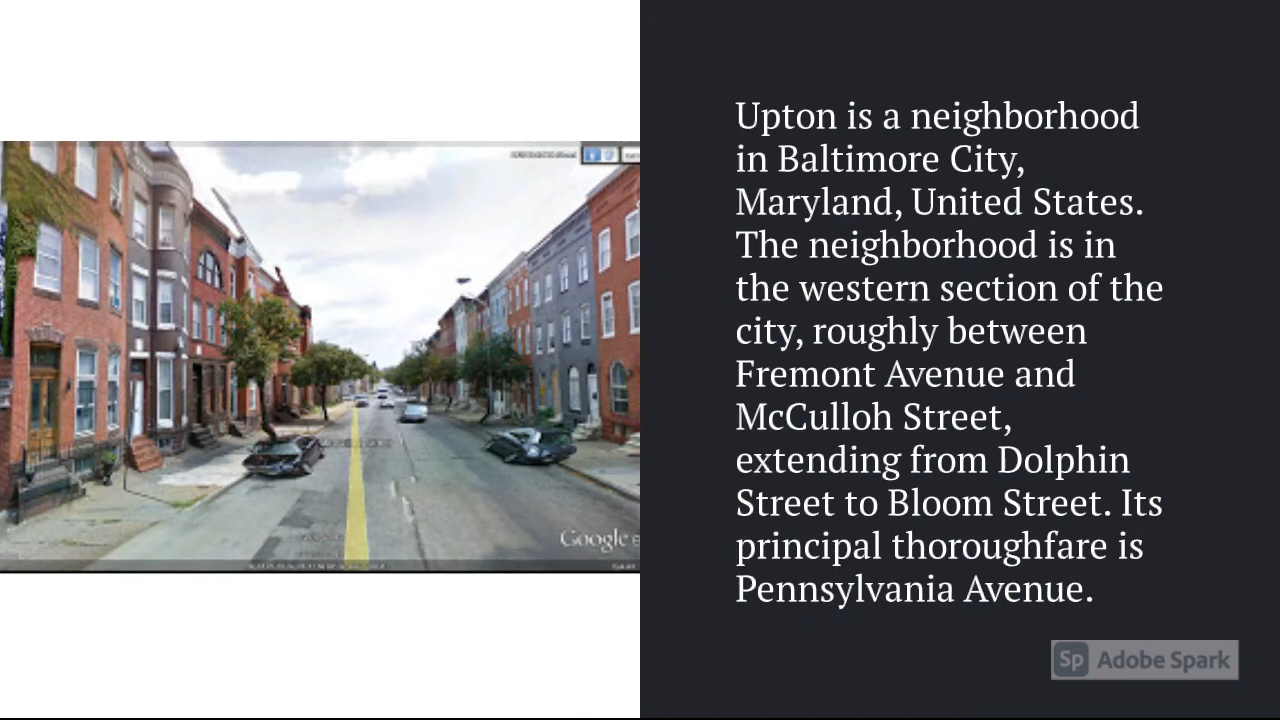 Upton is a neighborhood
in Baltimore City,
Maryland, United States.
The neighborhood is in
the western section of the
city, roughly between
Fremont Avenue and
McCulloh Street,
extending from Dolphin
Street to Bloom Street. Its
principal thoroughfare is
Pennsylvania Avenue.
Google
Sp Adobe Spark